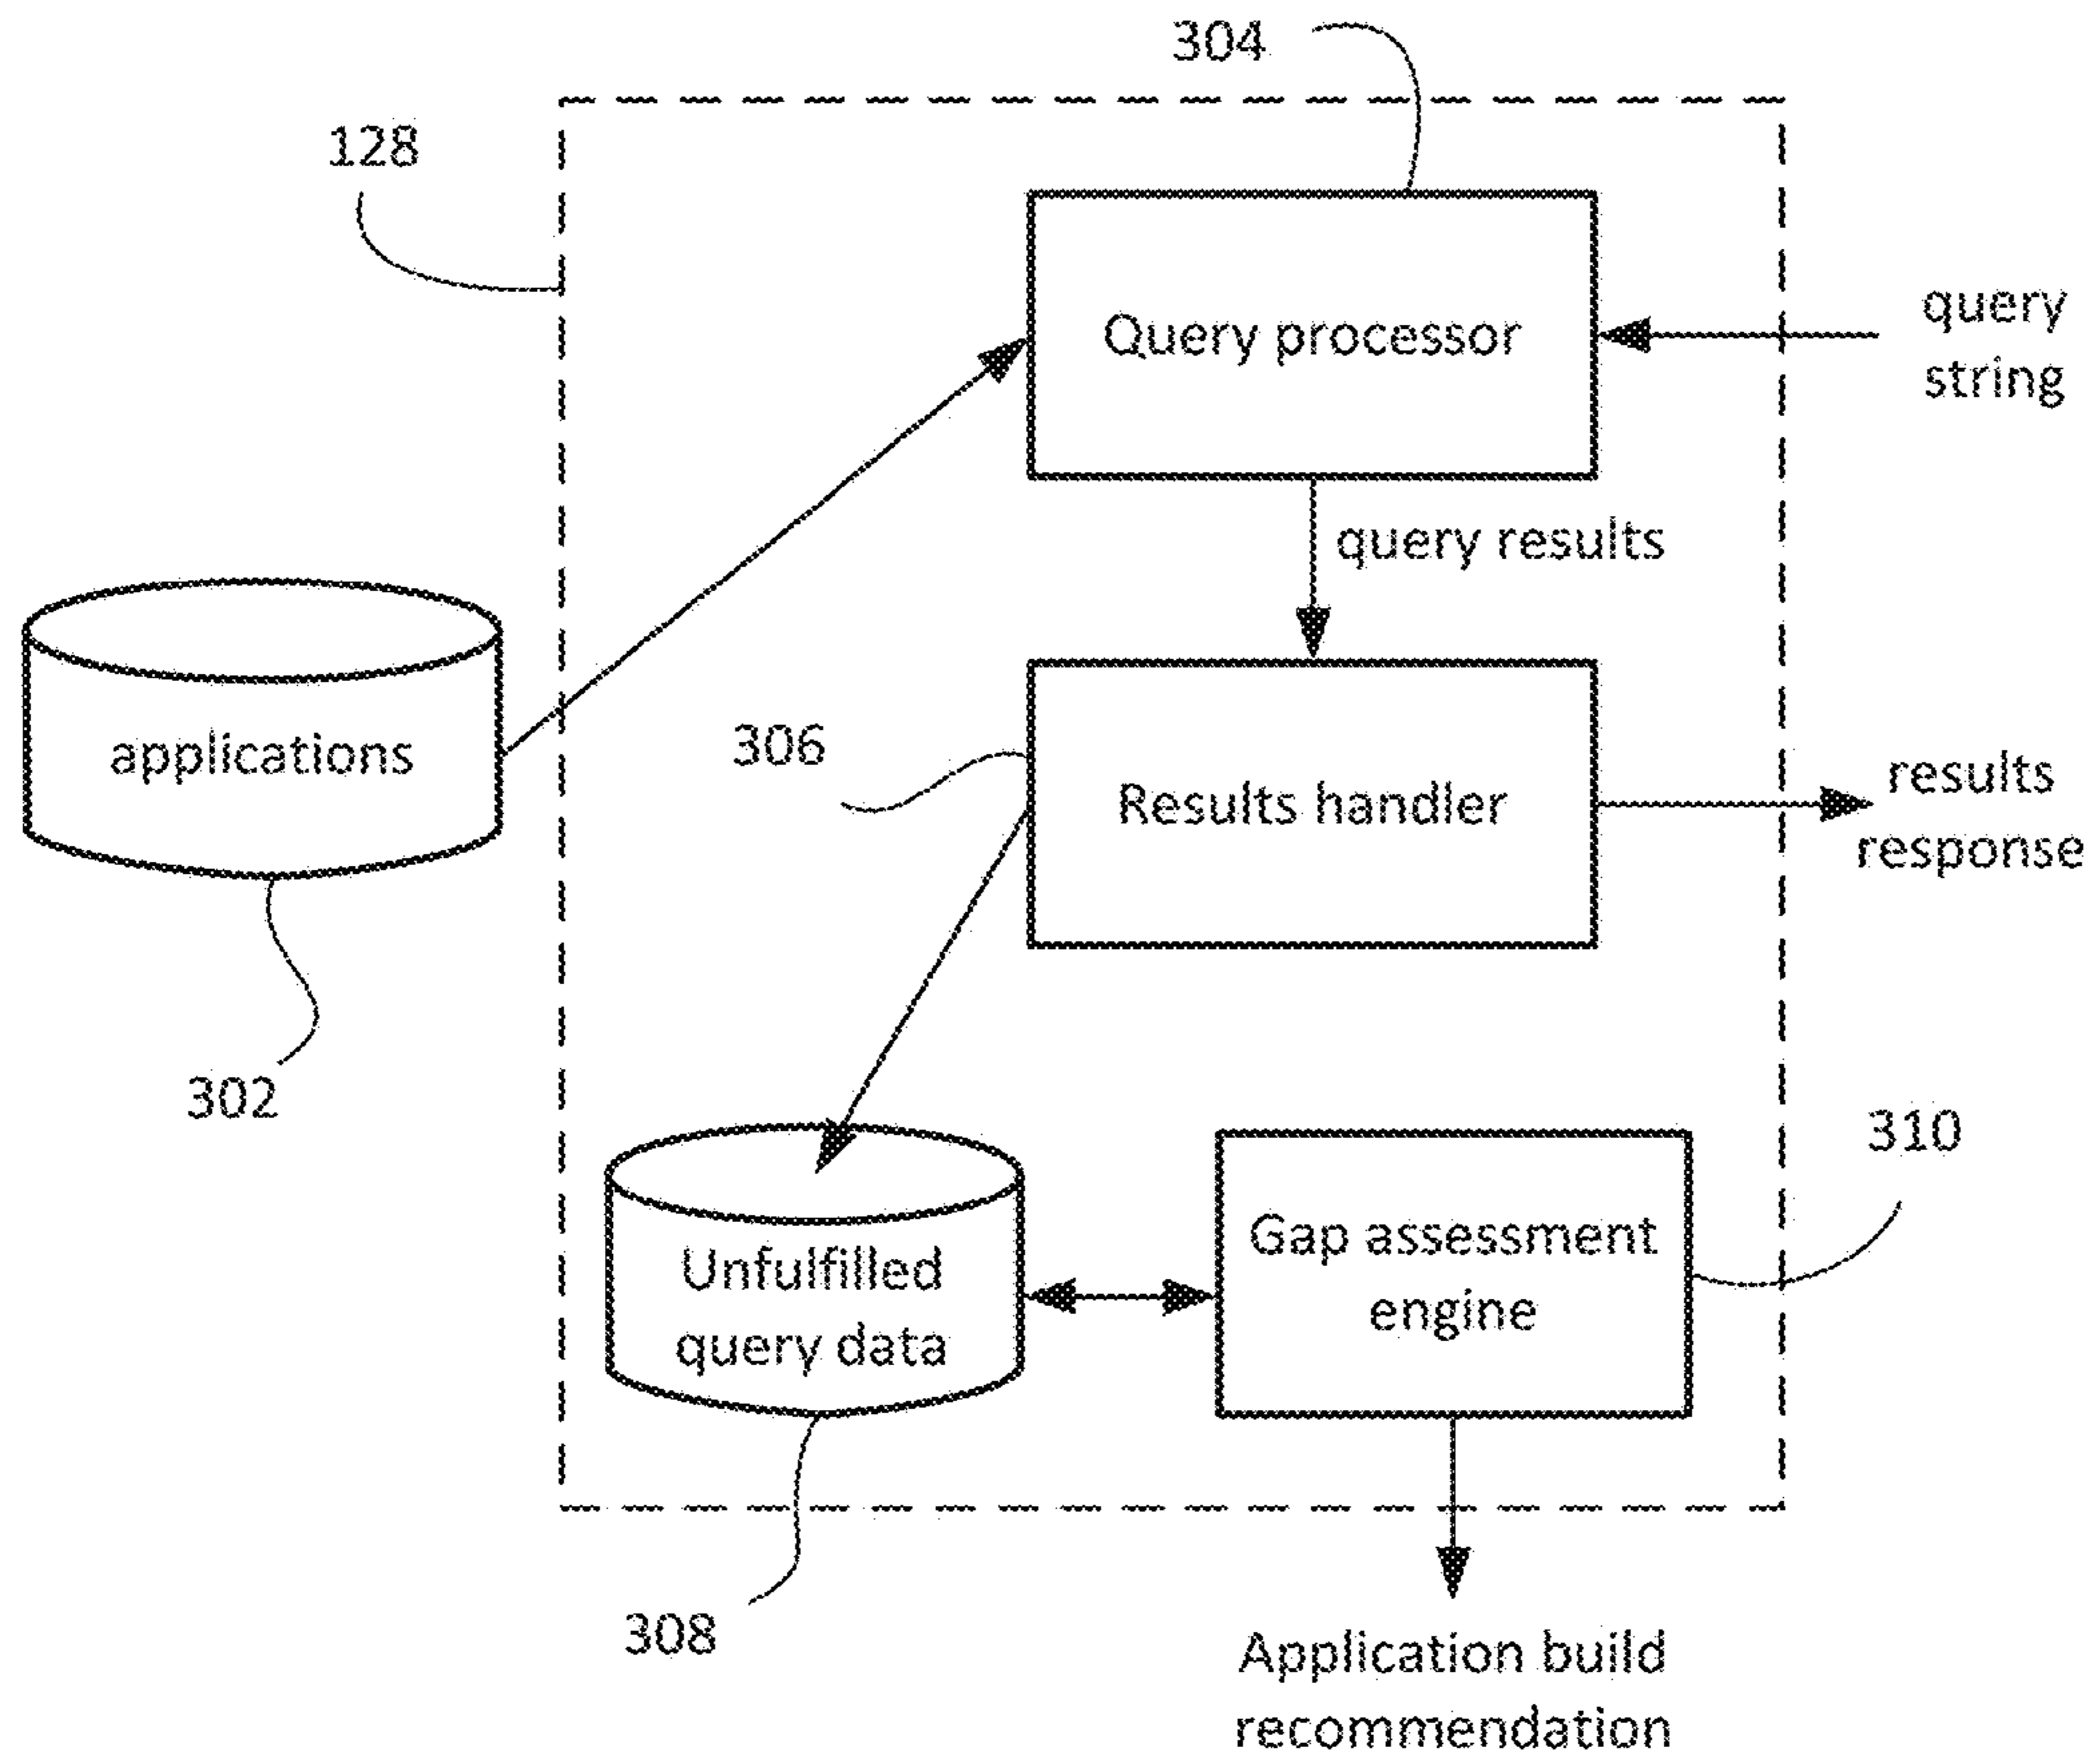 304
128
Query processor
query
string
query results
applications
306
Results handler
results
response
302
310
Unfulfilled
query data
Gap assessment
engine
308
Application build
recommendation